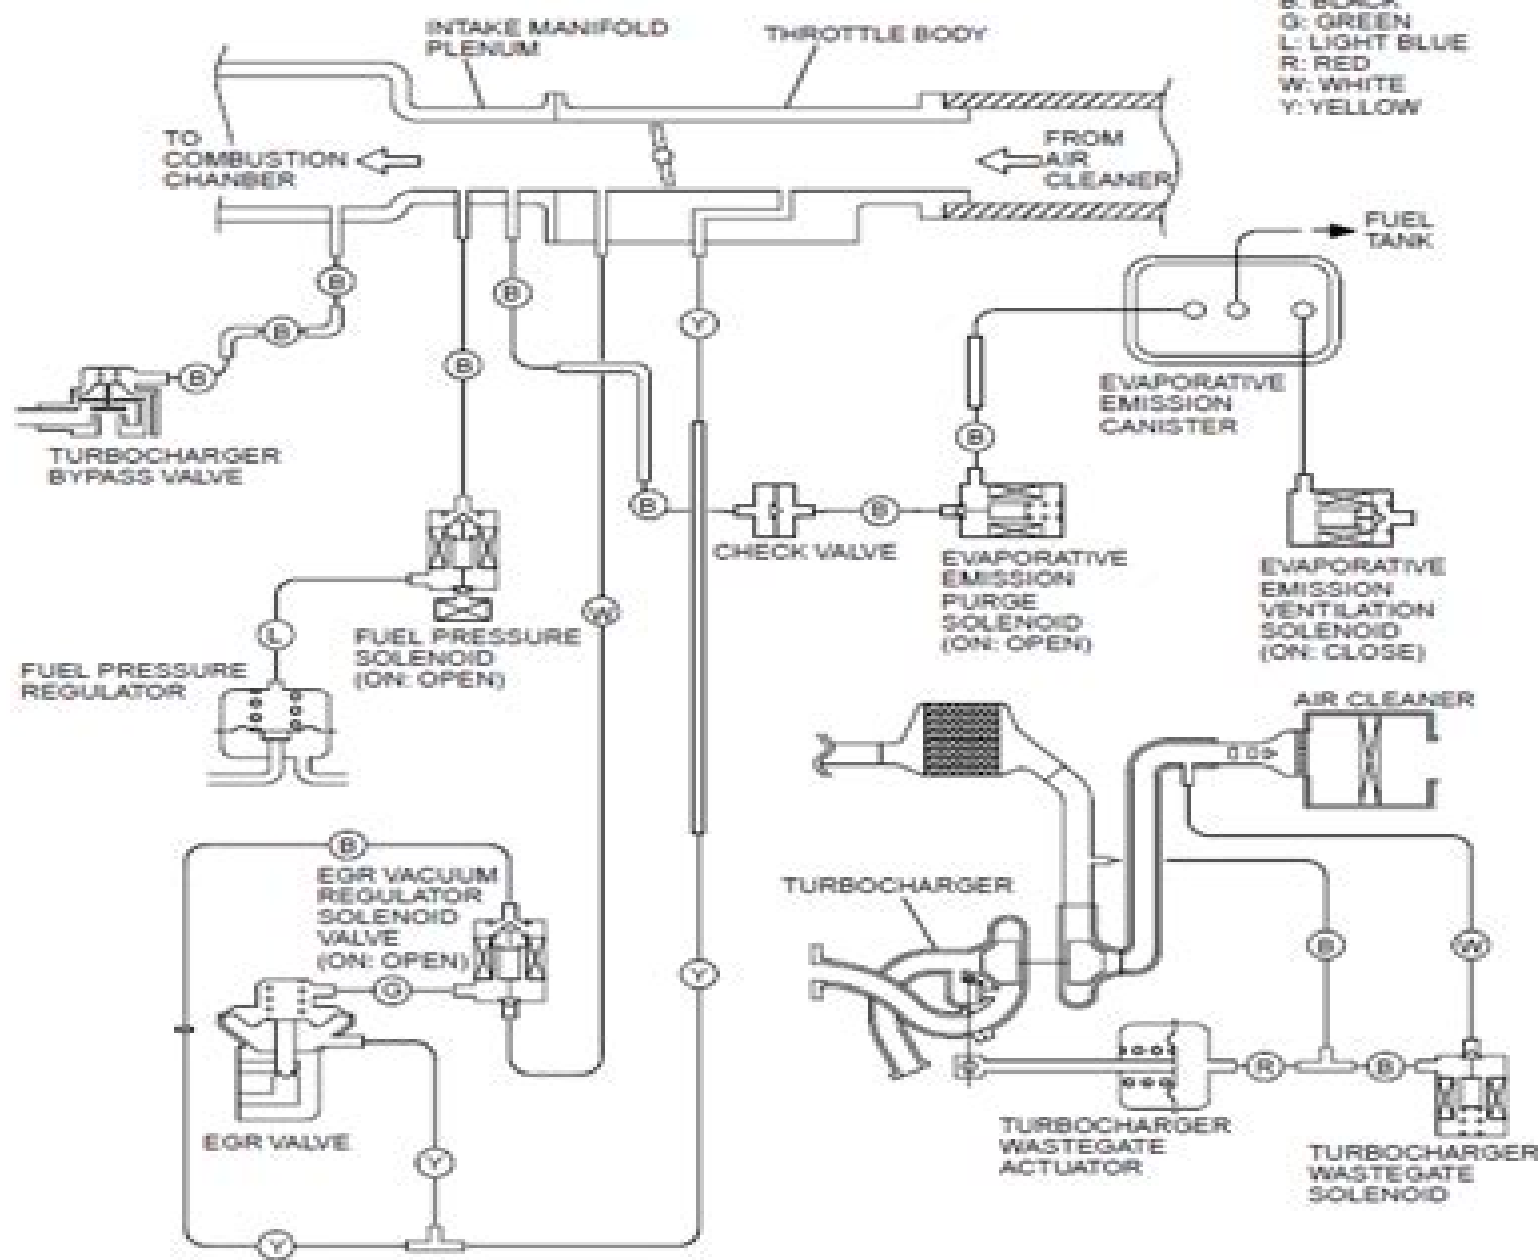 B: BLACK
G: GREEN
L: LIGHT BLUE
R: RED
W: WHITE
Y: YELLOW
INTAKE MANIFOLD
PLENUM
THROTTLE BODY
TO
COMBUSTION
CHANBER
FROM
AIR
CLEANER
FUEL
TANK
B
B
B
B
B
Y
TURBOCHARGER
BYPASS VALVE
EVAPORATIVE
EMISSION
CANISTER
B
B
B
CHECK VALVE
EVAPORATIVE
EMISSION
PURGE
SOLENOID
(ON: OPEN)
EVAPORATIVE
EMISSION
VENTILATION
SOLENOID
(ON: CLOSE)
W
L
FUEL PRESSURE
SOLENOID
(ON: OPEN)
FUEL PRESSURE
REGULATOR
AIR CLEANER
B
EGR VACUUM
REGULATOR
SOLENOID
VALVE
(ON: OPEN)
G
EGR VALVE
Y
Y
Y
TURBOCHARGER
B
W
R
B
TURBOCHARGER
WASTEGATE
ACTUATOR
TURBOCHARGER
WASTEGATE
SOLENOID